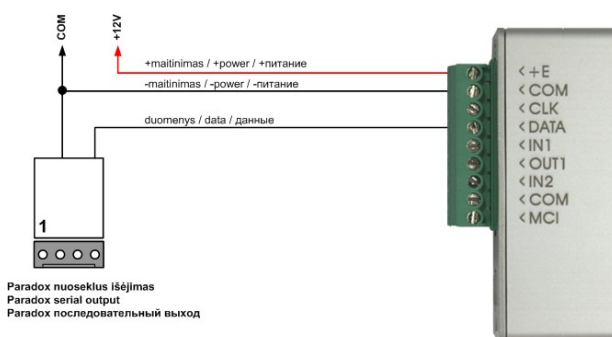 COM
+12V
+maitinimas / +power / +питание
-maitinimas / -power / -питание
duomenys / data / данные
<+E
<COM
<CLK
<DATA
<IN1
<OUT1
<IN2
<COM
<MCI
1
Paradox nuoseklus išėjimas
Paradox serial output
Paradox последовательный выход